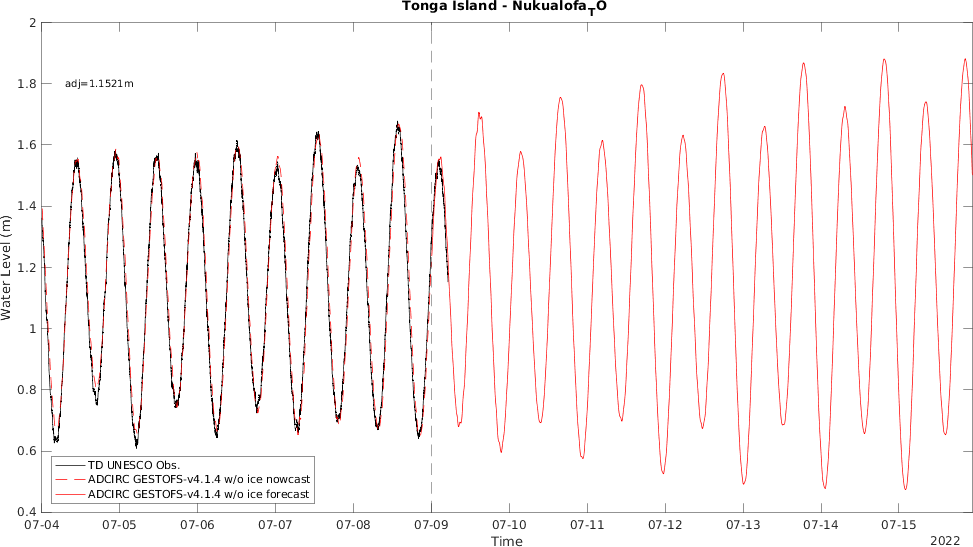 Tonga Island - NukualofaTO
2
1.8
1.6
1.4
1.2
1
0.8
0.6
0.4
Water Level (m)
adj=1.1521m
TD UNESCO Obs.
ADCIRC GESTOFS-v4.1.4 w/o ice nowcast
ADCIRC GESTOFS-v4.1.4 w/o ice forecast
07-04 07-05 07-06 07-07 07-08 07-09 07-10 07-11 07-12 07-13 07-14 07-15
Time
2022